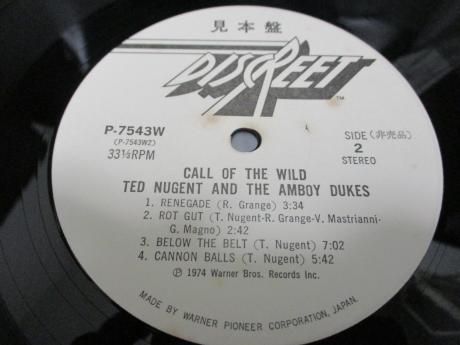 見本盤
DISCREET
TM
P-7543W
(P-7543W2)
33⅓RPM
SIDE (非売品)
2
STEREO
CALL OF THE WILD
TED NUGENT AND THE AMBOY DUKES
1. RENEGADE (R. Grange) 3:34
2. ROT GUT (T. Nugent-R. Grange-V. Mastrianni-
G. Magno) 2:42
3. BELOW THE BELT (T. Nugent) 7:02
4. CANNON BALLS (T. Nugent) 5:42
℗ 1974 Warner Bros. Records Inc.
MADE BY WARNER PIONEER CORPORATION, JAPAN.